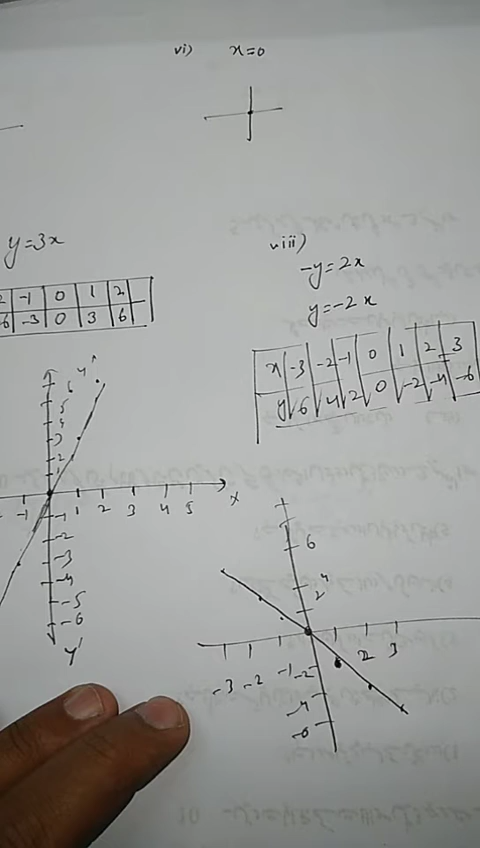 vi) x=0
y=3x
2 -1 0 1 2
-6 -3 0 3 6
viii)
-y=2x
y=-2x
x -3 -2 -1 0 1 2 3
y 6 4 2 0 -2 -4 -6
6
5
4
3
2
1
-1 1 2 3 4 5 x
-1
-2
-3
-4
-5
-6
y'
6
4
2
-3 -2 -1 2 3
-2
-4
-6